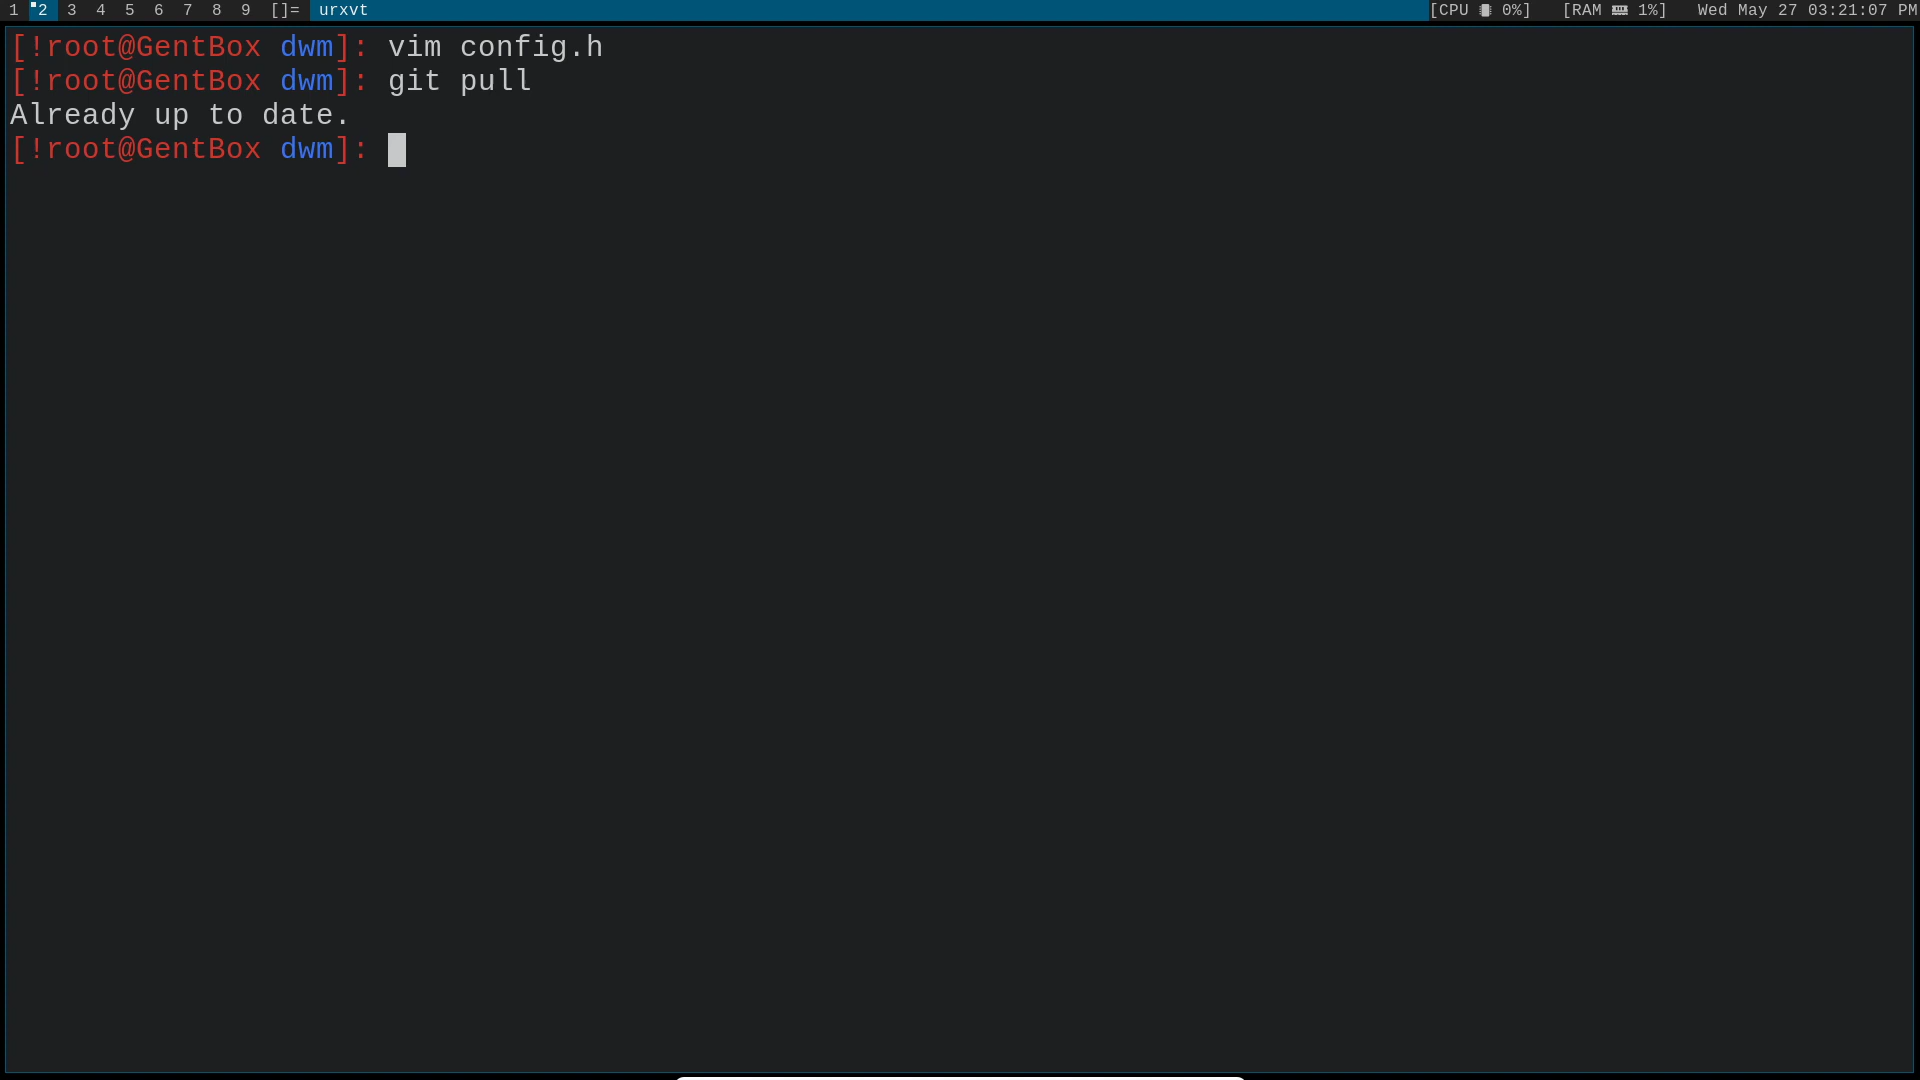 1 2 3 4 5 6 7 8 9 []= urxvt [CPU 0%] [RAM 1%] Wed May 27 03:21:07 PM
[!root@GentBox dwm]: vim config.h
[!root@GentBox dwm]: git pull
Already up to date.
[!root@GentBox dwm]: